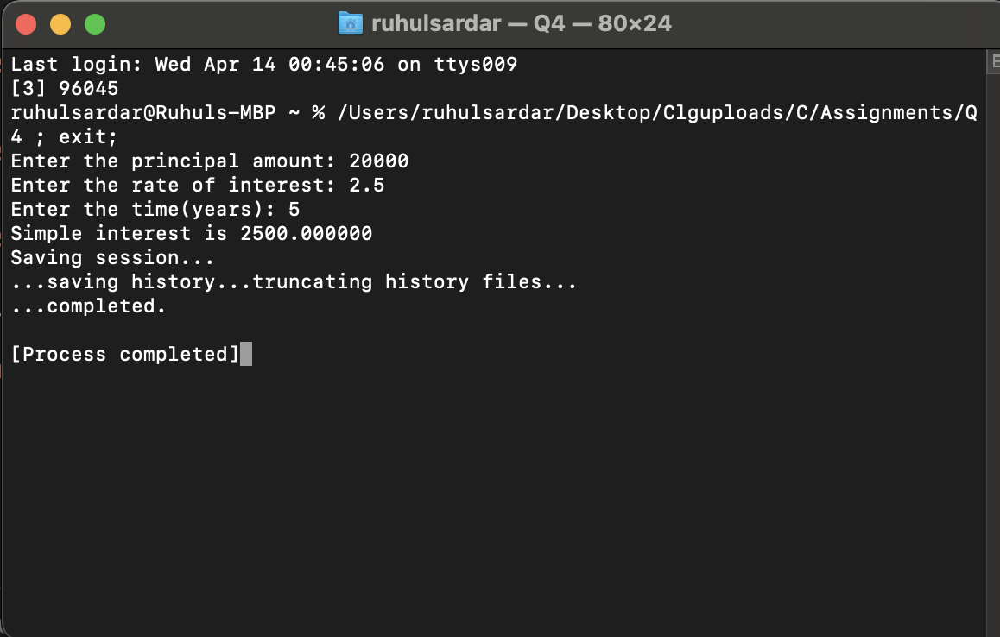 ruhulsardar — Q4 — 80×24
Last login: Wed Apr 14 00:45:06 on ttys009
[3] 96045
ruhulsardar@Ruhuls-MBP ~ % /Users/ruhulsardar/Desktop/Clguploads/C/Assignments/Q
4 ; exit;
Enter the principal amount: 20000
Enter the rate of interest: 2.5
Enter the time(years): 5
Simple interest is 2500.000000
Saving session...
...saving history...truncating history files...
...completed.
[Process completed]